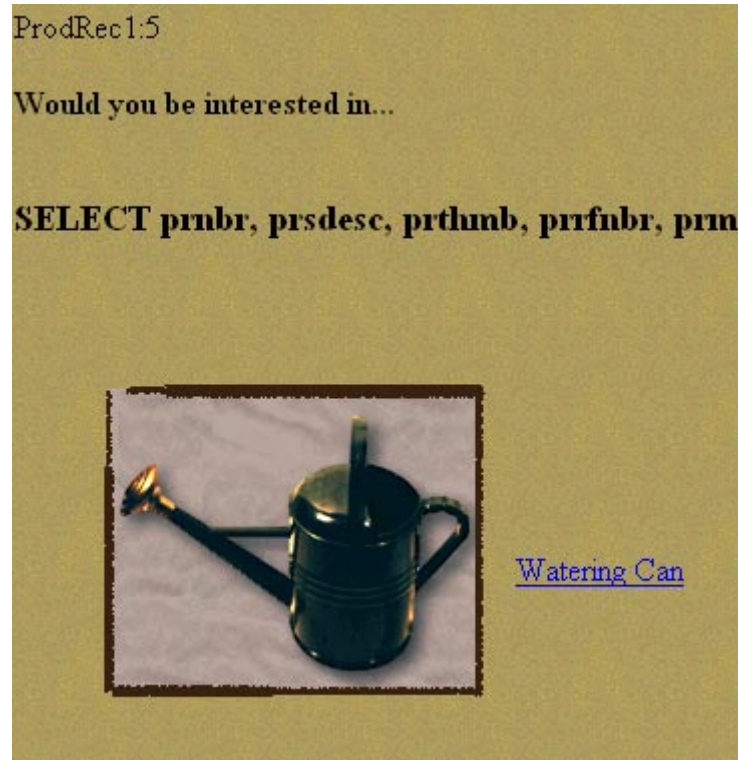 ProdRec1:5
Would you be interested in...
SELECT prnbr, prsdesc, prthmb, prrfnbr, prm
Watering Can